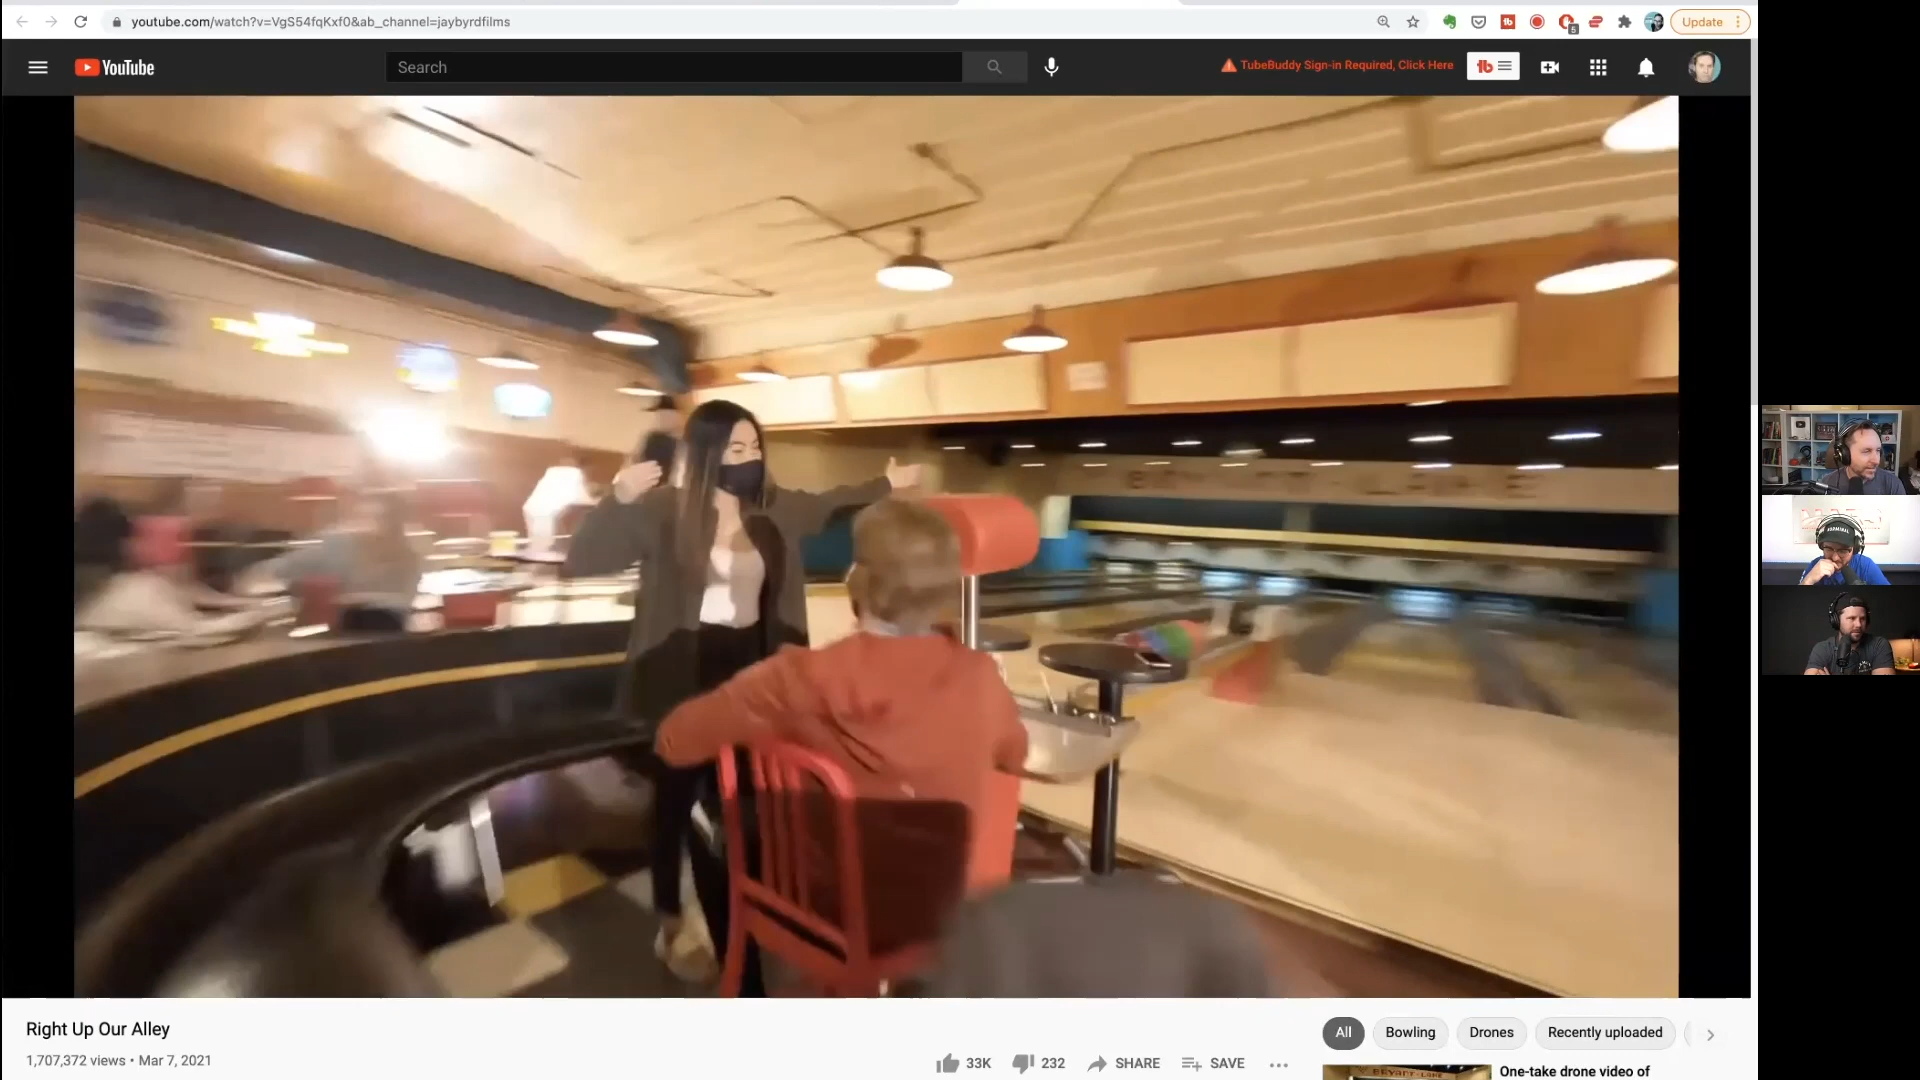 youtube.com/watch?v=VgS54fqKxf0&ab_channel=jaybyrdfilms
Update
5
YouTube
Search
TubeBuddy Sign-in Required, Click Here
tb
Right Up Our Alley
1,707,372 views • Mar 7, 2021
33K
232
SHARE
SAVE
All
Bowling
Drones
Recently uploaded
One-take drone video of